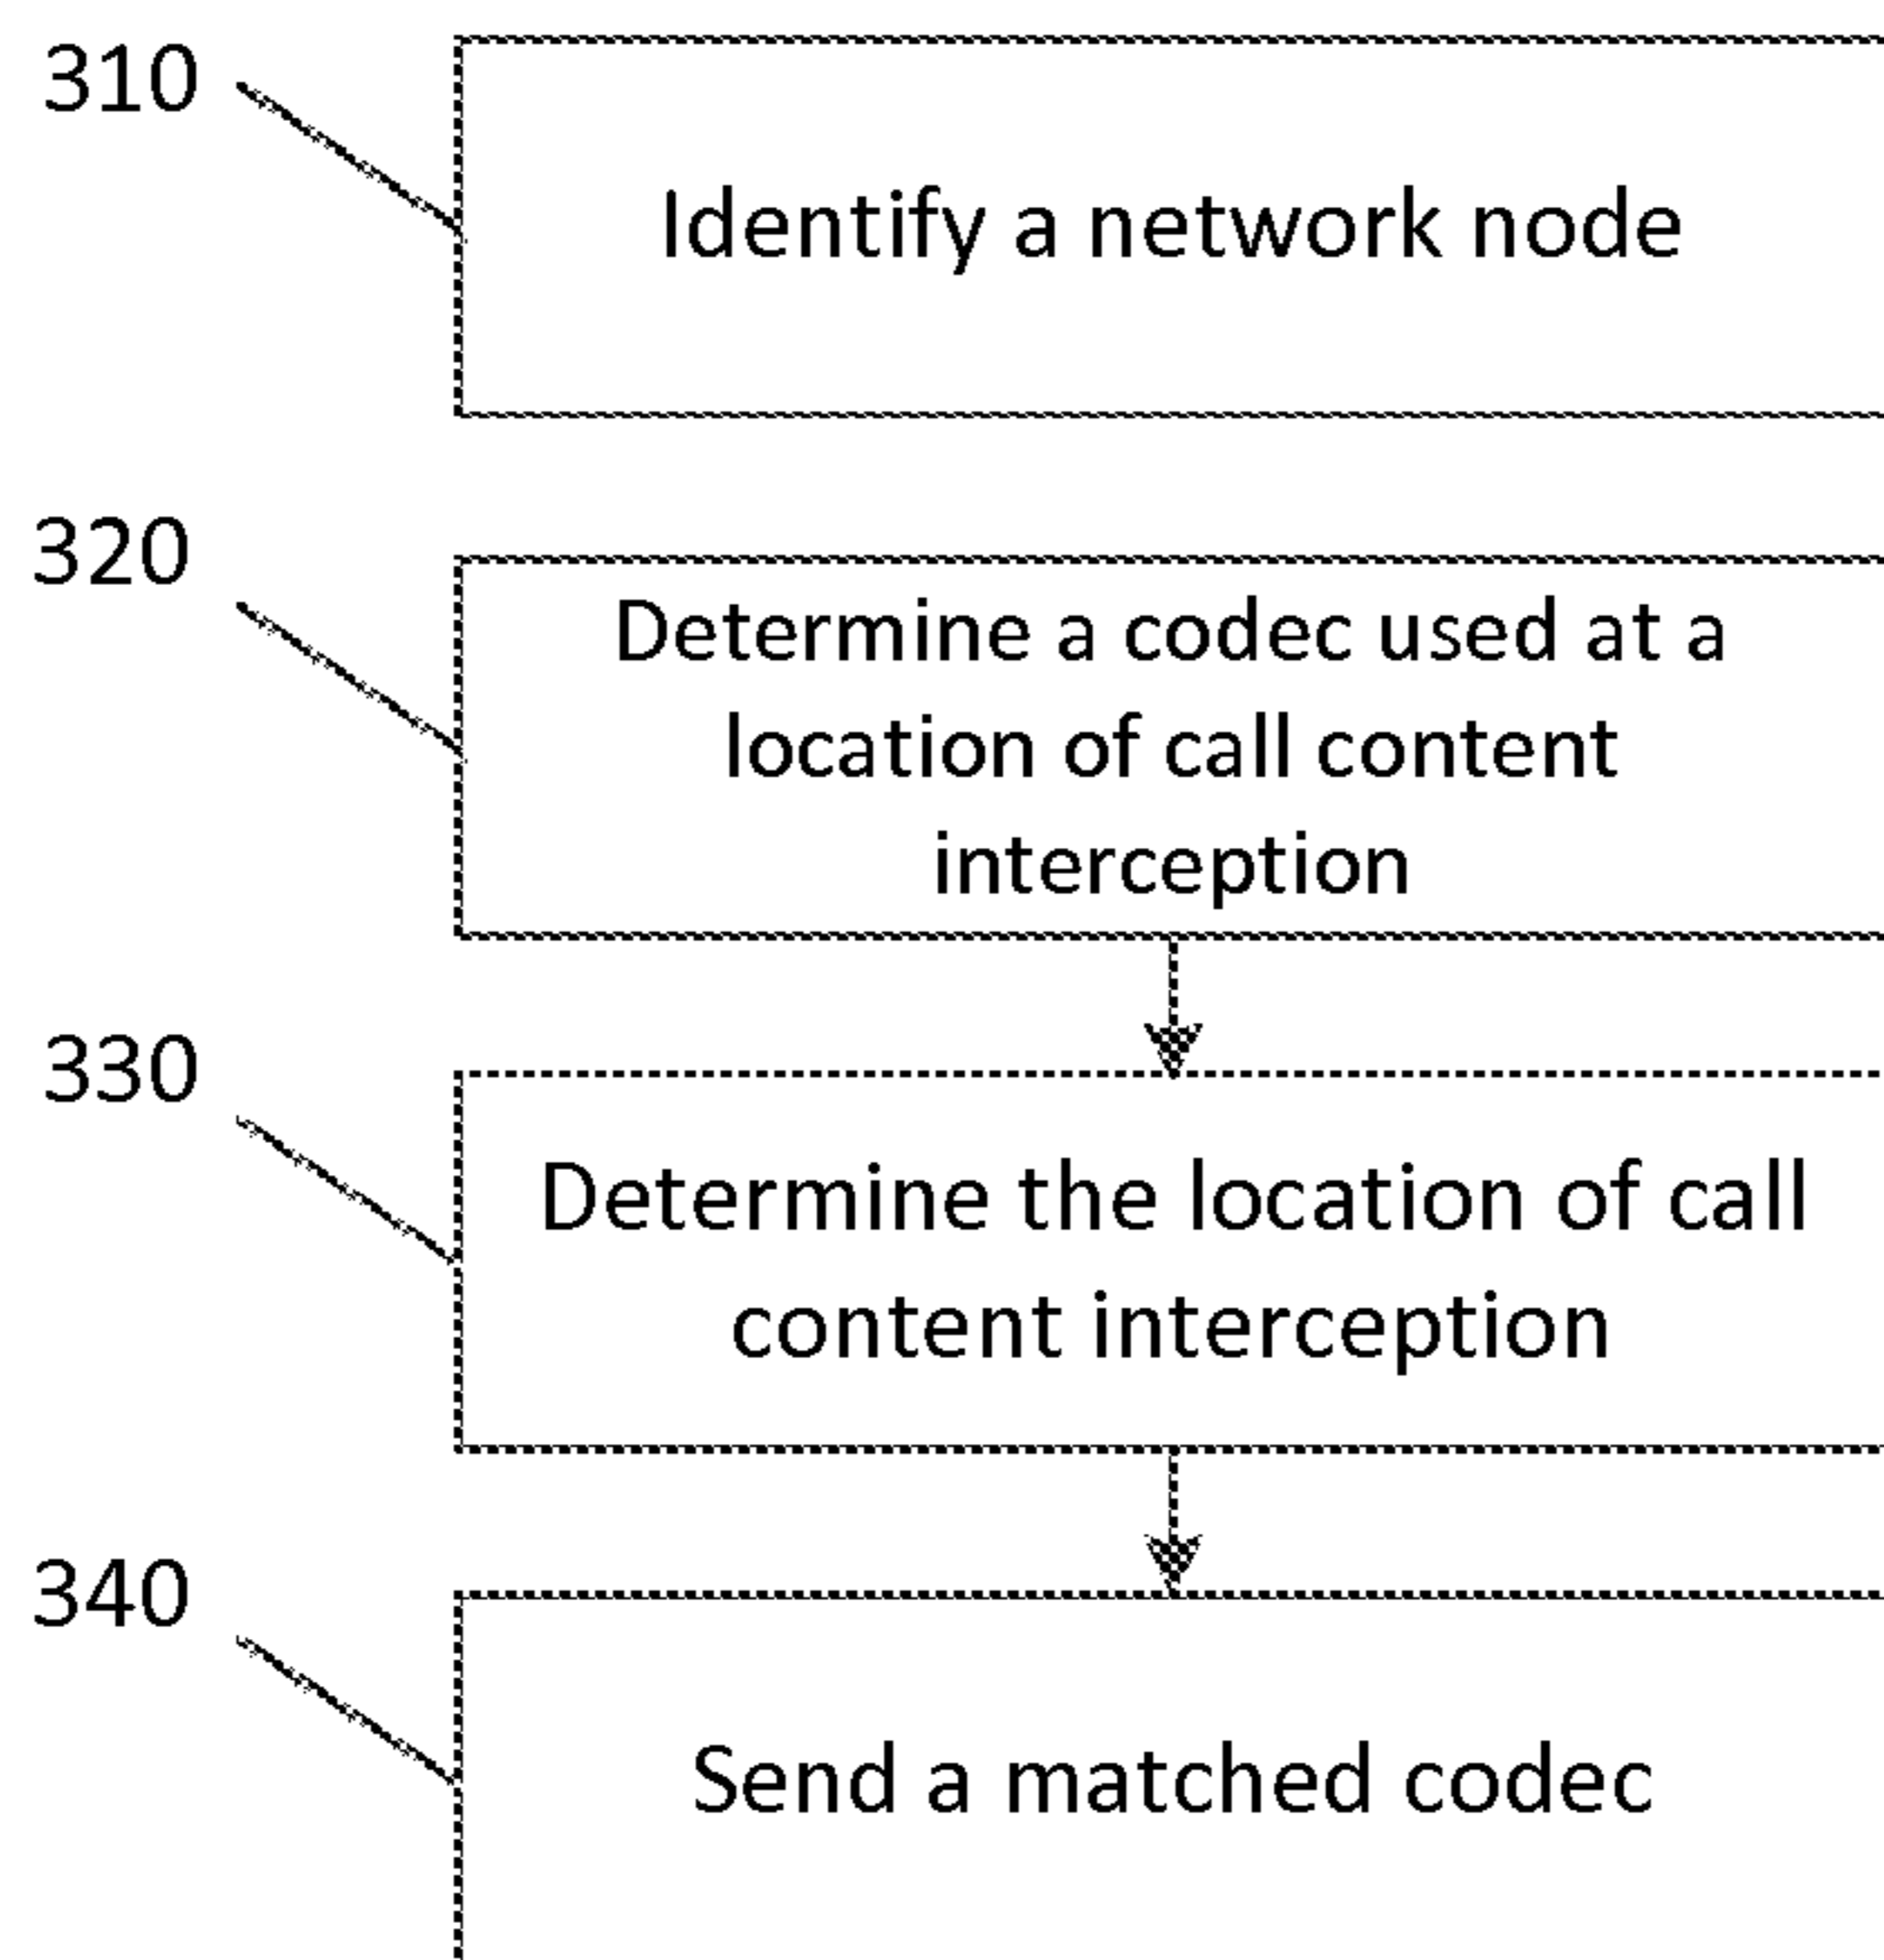 310
Identify a network node
320
Determine a codec used at a
location of call content
interception
330
Determine the location of call
content interception
340
Send a matched codec